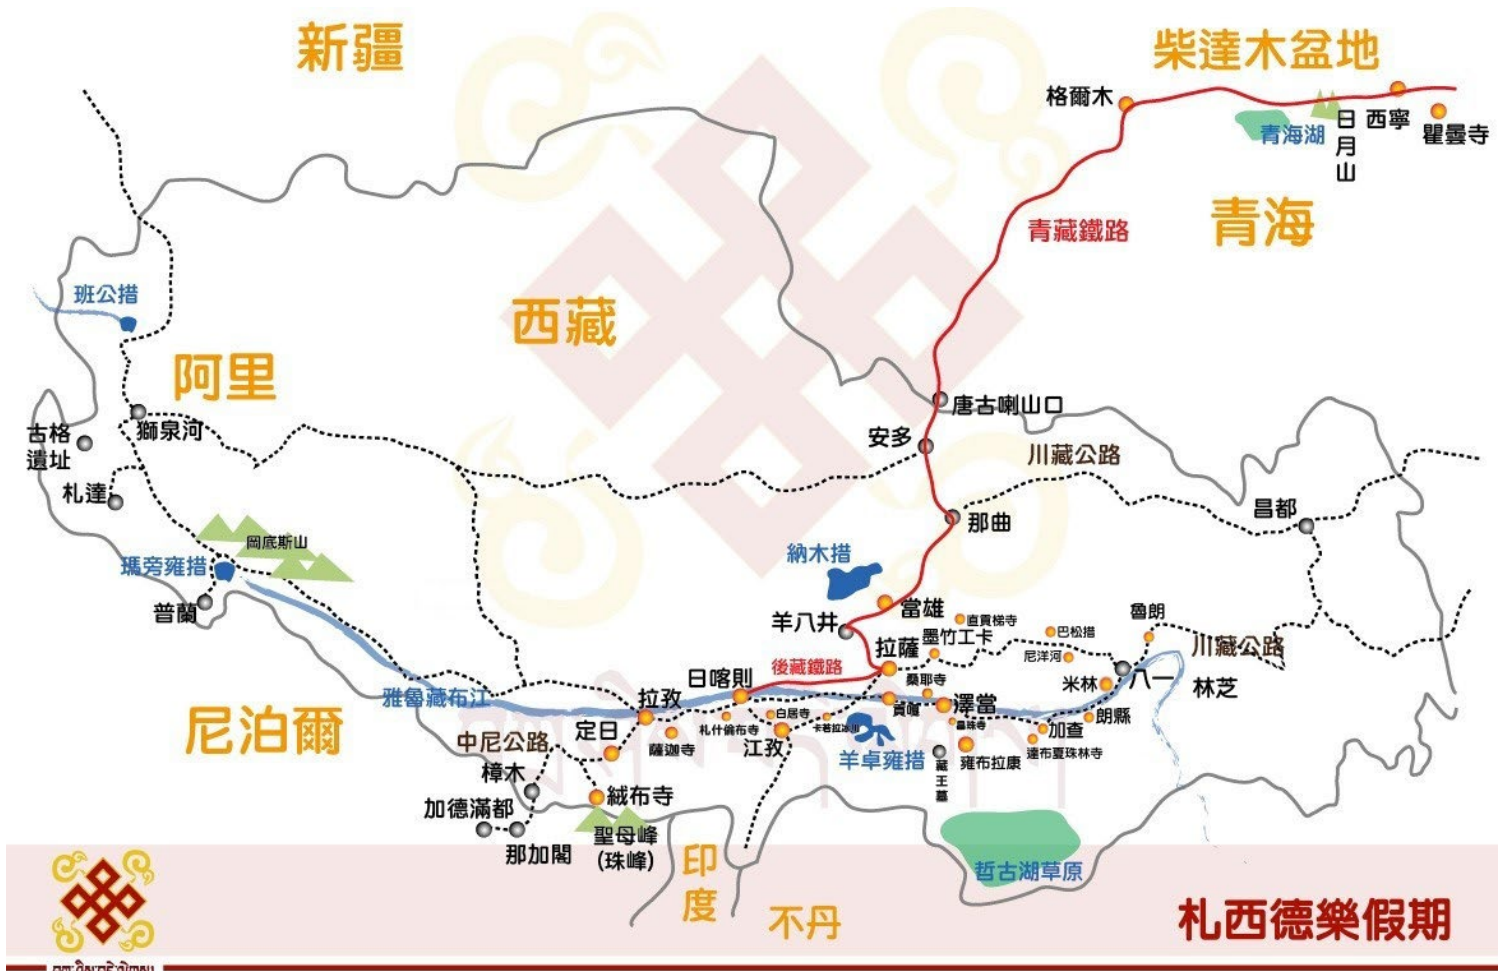 新疆
柴達木盆地
格爾木
青海湖
日月山
西寧
瞿曇寺
青藏鐵路
青海
班公措
西藏
阿里
獅泉河
古格
遺址
札達
唐古喇山口
安多
川藏公路
那曲
昌都
岡底斯山
瑪旁雍措
普蘭
納木措
當雄
羊八井
直貢梯寺
墨竹工卡
巴松措
魯朗
拉薩
尼洋河
川藏公路
後藏鐵路
日喀則
桑耶寺
米林
八一
林芝
雅魯藏布江
拉孜
澤當
朗縣
尼泊爾
中尼公路
定日
薩迦寺
札什倫布寺
白居寺
卡若拉冰川
江孜
羊卓雍措
加查
達布夏珠林寺
雍布拉康
藏王墓
樟木
絨布寺
加德滿都
那加閣
聖母峰
(珠峰)
印度
不丹
哲古湖草原
札西德樂假期